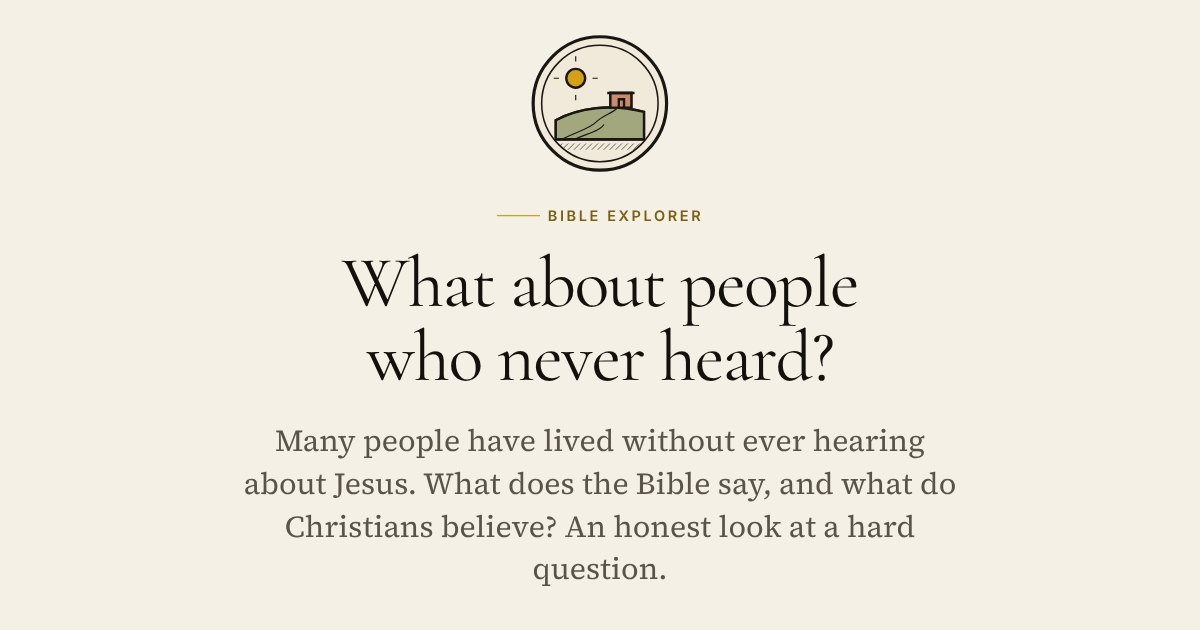 BIBLE EXPLORER
What about people
who never heard?
Many people have lived without ever hearing
about Jesus. What does the Bible say, and what do
Christians believe? An honest look at a hard
question.